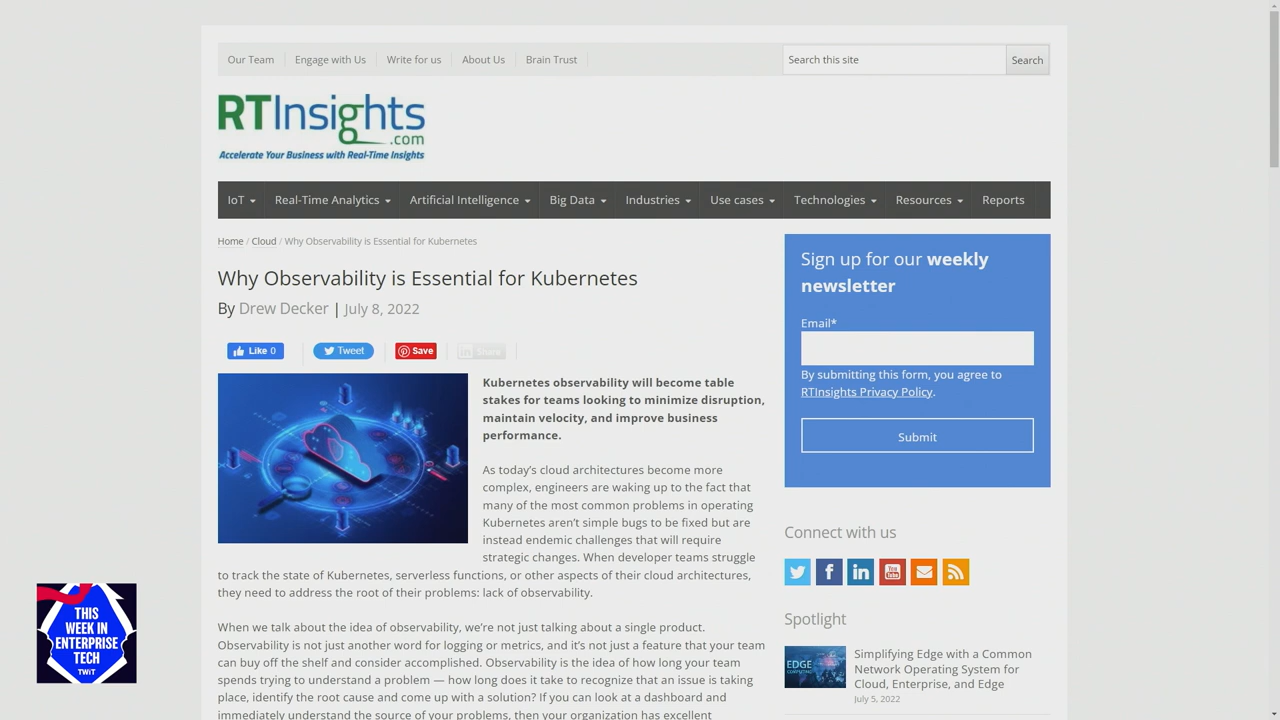 Our Team
Engage with Us
Write for us
About Us
Brain Trust
Search this site
Search
RTInsights
.com
Accelerate Your Business with Real-Time Insights
IoT
Real-Time Analytics
Artificial Intelligence
Big Data
Industries
Use cases
Technologies
Resources
Reports
Home / Cloud / Why Observability is Essential for Kubernetes
Why Observability is Essential for Kubernetes
By Drew Decker | July 8, 2022
Like 0
Tweet
Save
in Share
Kubernetes observability will become table
stakes for teams looking to minimize disruption,
maintain velocity, and improve business
performance.
As today's cloud architectures become more
complex, engineers are waking up to the fact that
many of the most common problems in operating
Kubernetes aren't simple bugs to be fixed but are
instead endemic challenges that will require
strategic changes. When developer teams struggle
to track the state of Kubernetes, serverless functions, or other aspects of their cloud architectures,
they need to address the root of their problems: lack of observability.
When we talk about the idea of observability, we're not just talking about a single product.
Observability is not just another word for logging or metrics, and it's not just a feature that your team
can buy off the shelf and consider accomplished. Observability is the idea of how long your team
spends trying to understand a problem — how long does it take to recognize that an issue is taking
place, identify the root cause and come up with a solution? If you can look at a dashboard and
immediately understand the source of your problems, then your organization has excellent
Sign up for our weekly
newsletter
Email*
By submitting this form, you agree to
RTInsights Privacy Policy.
Submit
Connect with us
f
in
You Tube
Spotlight
EDGE
COMPUTING
Simplifying Edge with a Common
Network Operating System for
Cloud, Enterprise, and Edge
July 5, 2022
THIS
WEEK IN
ENTERPRISE
TECH
TWiT